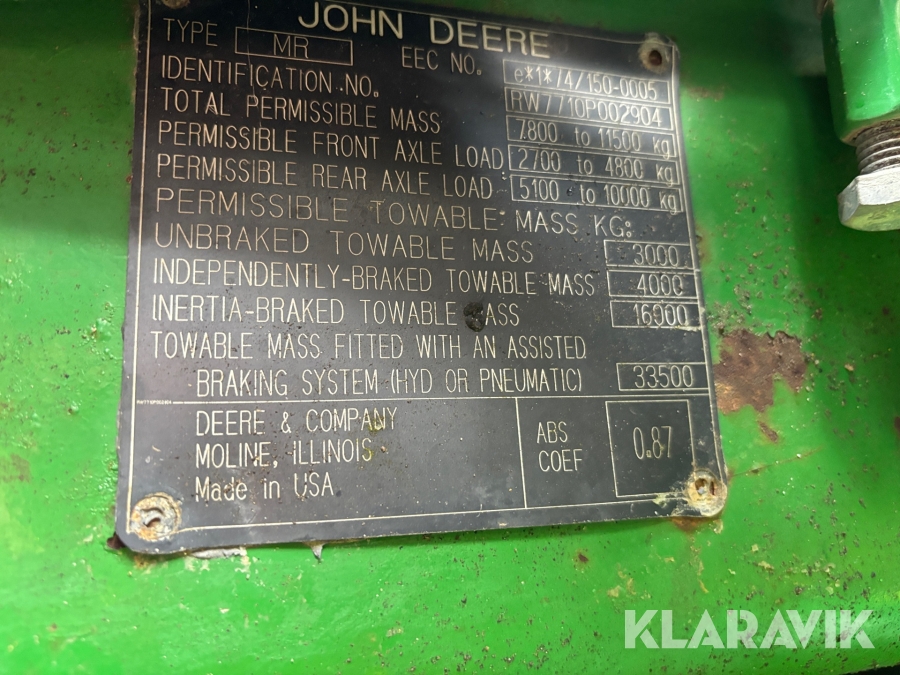 JOHN DEERE
TYPE MR EEC NO. e*1*74/150-0005
IDENTIFICATION NO. RW7710P002904
TOTAL PERMISSIBLE MASS 7800 to 11500 kg
PERMISSIBLE FRONT AXLE LOAD 2700 to 4800 kg
PERMISSIBLE REAR AXLE LOAD 5100 to 10000 kg
PERMISSIBLE TOWABLE MASS KG:
UNBRAKED TOWABLE MASS 3000
INDEPENDENTLY-BRAKED TOWABLE MASS 4000
INERTIA-BRAKED TOWABLE MASS 16000
TOWABLE MASS FITTED WITH AN ASSISTED
BRAKING SYSTEM (HYD OR PNEUMATIC) 33500
DEERE & COMPANY
MOLINE, ILLINOIS
Made in USA
ABS
COEF
0.87
KLARAVIK